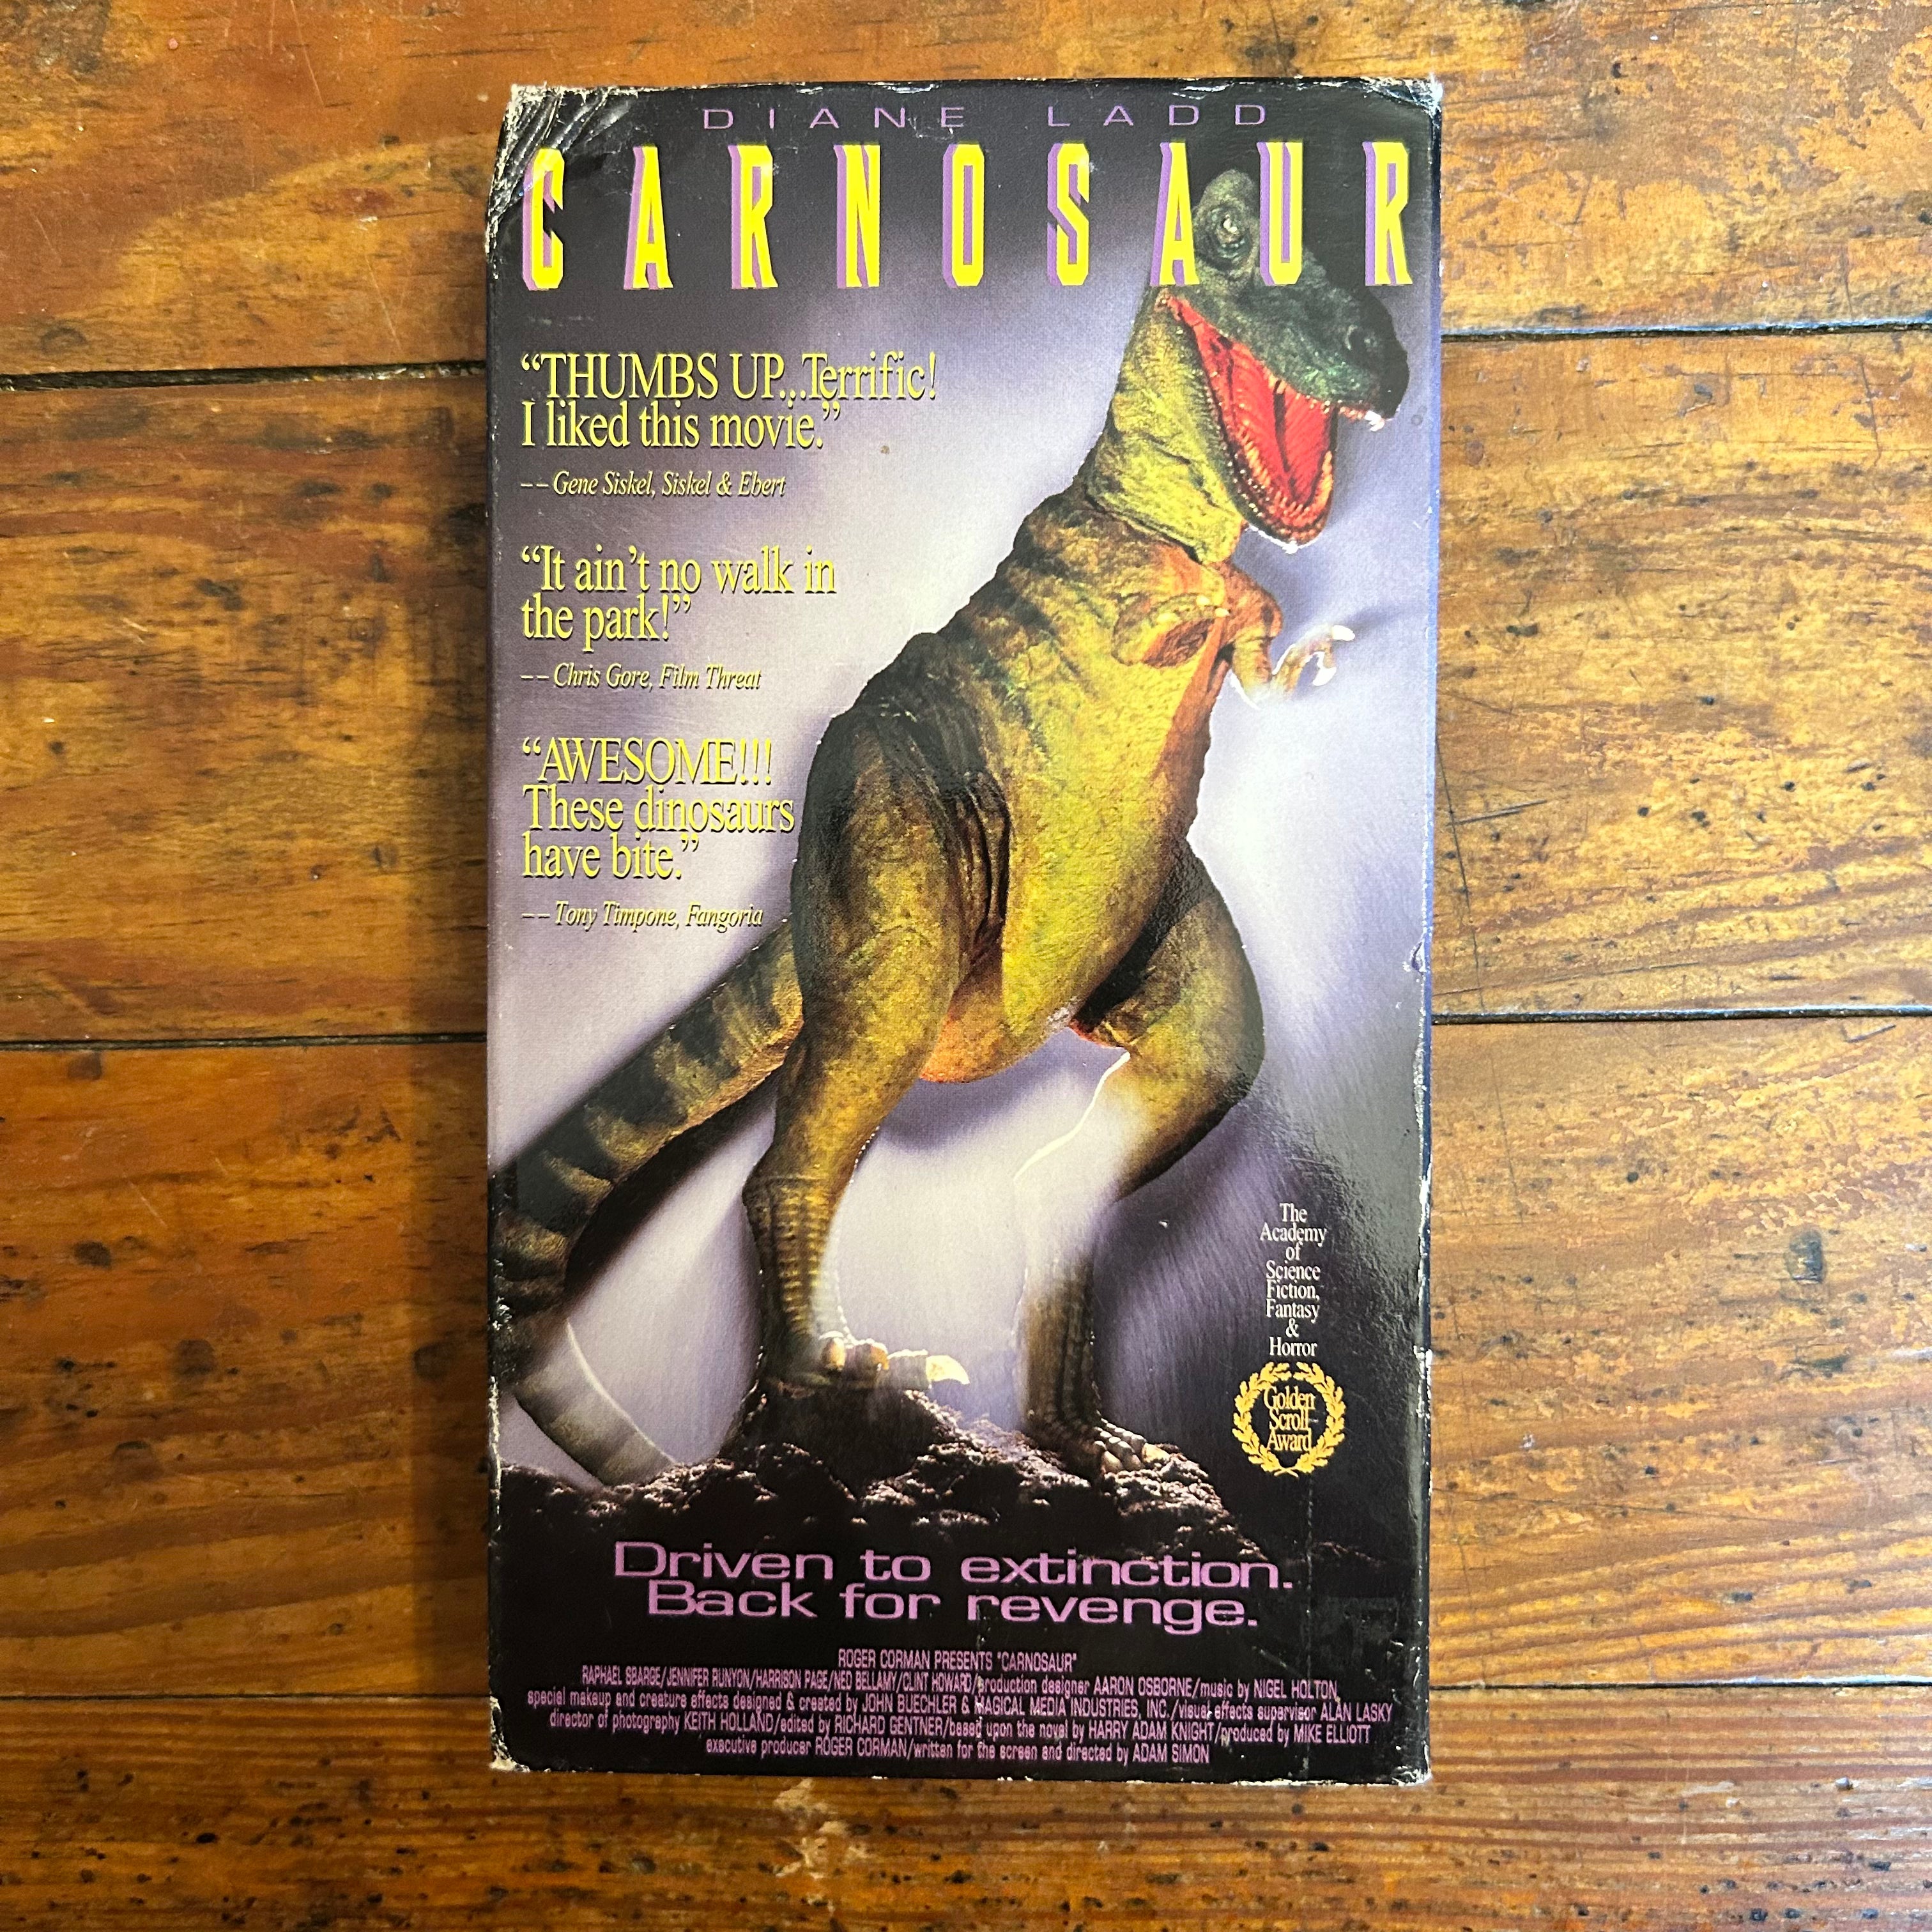 DIANE LADD
CARNOSAUR
“THUMBS UP...Terrific!
I liked this movie.”
-- Gene Siskel, Siskel & Ebert
“It ain’t no walk in
the park!”
-- Chris Gore, Film Threat
“AWESOME!!!
These dinosaurs
have bite.”
-- Tony Timpone, Fangoria
The
Academy
of
Science
Fiction,
Fantasy
&
Horror
Golden
Scroll
Award
Driven to extinction.
Back for revenge.
ROGER CORMAN PRESENTS "CARNOSAUR"
RAPHAEL SBARGE/JENNIFER RUNYON/HARRISON PAGE/NED BELLAMY/CLINT HOWARD/production designer AARON OSBORNE/music by NIGEL HOLTON
special makeup and creature effects designed & created by JOHN BUECHLER & MAGICAL MEDIA INDUSTRIES, INC./visual effects supervisor ALAN LASKY
director of photography KEITH HOLLAND/edited by RICHARD GENTNER/based upon the novel by HARRY ADAM KNIGHT/produced by MIKE ELLIOTT
executive producer ROGER CORMAN/written for the screen and directed by ADAM SIMON